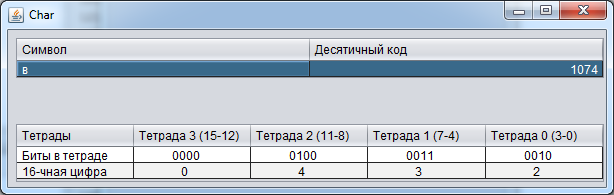 Char
Символ Десятичный код
в 1074
Тетрады Тетрада 3 (15-12) Тетрада 2 (11-8) Тетрада 1 (7-4) Тетрада 0 (3-0)
Биты в тетраде 0000 0100 0011 0010
16-чная цифра 0 4 3 2